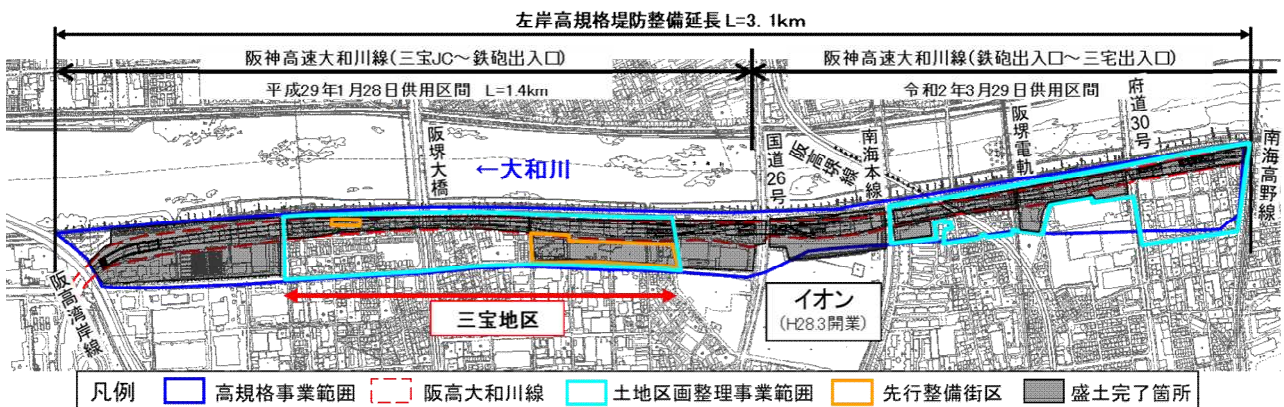 左岸高規格堤防整備延長L=3.1km
阪神高速大和川線(三宝JC～鉄砲出入口)
阪神高速大和川線(鉄砲出入口～三宅出入口)
平成29年1月28日供用区間 L=1.4km
令和2年3月29日供用区間
阪堺大橋
←大和川
国道26号
阪高堺線
南海本線
阪堺電軌
府道30号
南海高野線
阪高湾岸線
三宝地区
イオン
(H28.3開業)
凡例 高規格事業範囲 阪高大和川線 土地区画整理事業範囲 先行整備街区 盛土完了箇所